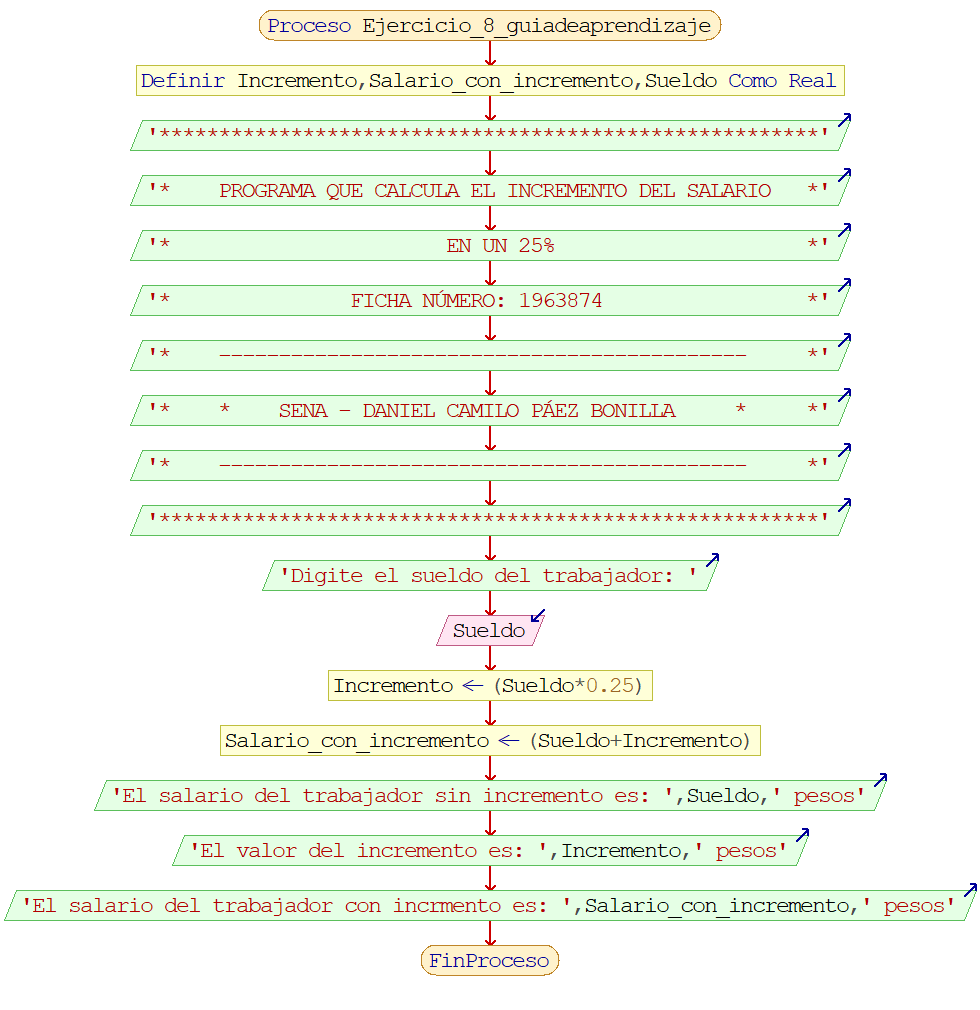 Proceso Ejercicio_8_guiadeaprendizaje
Definir Incremento,Salario_con_incremento,Sueldo Como Real
'*******************************************************'
'*    PROGRAMA QUE CALCULA EL INCREMENTO DEL SALARIO   *'
'*                       EN UN 25%                     *'
'*               FICHA NÚMERO: 1963874                 *'
'*    --------------------------------------------     *'
'*    *    SENA - DANIEL CAMILO PÁEZ BONILLA     *     *'
'*    --------------------------------------------     *'
'*******************************************************'
'Digite el sueldo del trabajador: '
Sueldo
Incremento ← (Sueldo*0.25)
Salario_con_incremento ← (Sueldo+Incremento)
'El salario del trabajador sin incremento es: ',Sueldo,' pesos'
'El valor del incremento es: ',Incremento,' pesos'
'El salario del trabajador con incrmento es: ',Salario_con_incremento,' pesos'
FinProceso